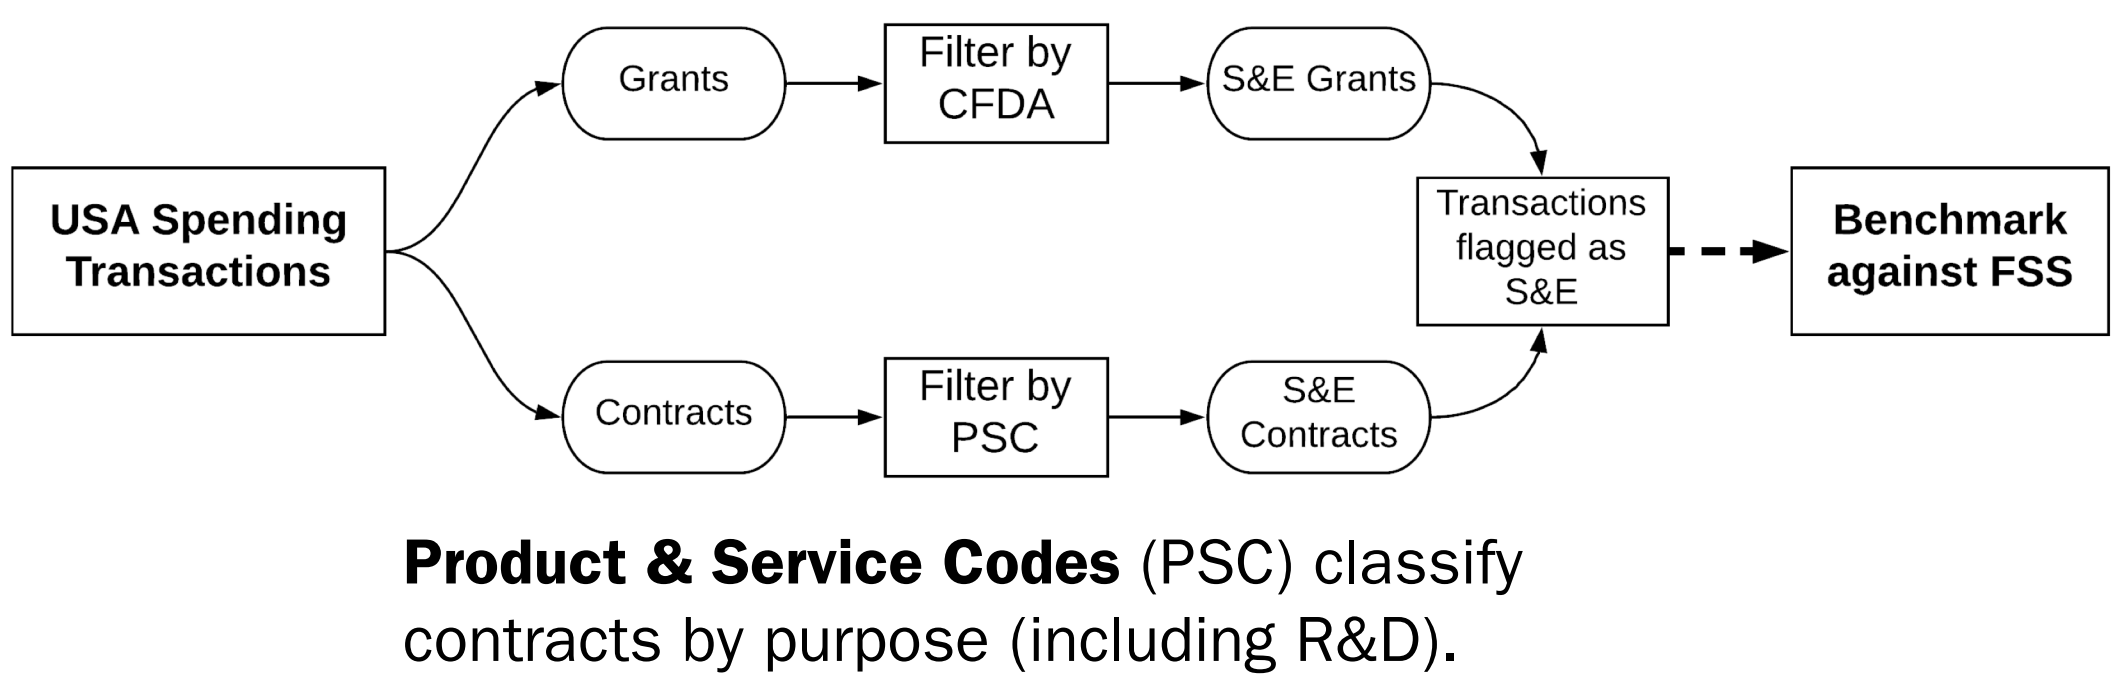 USA Spending
Transactions
Grants
Filter by
CFDA
S&E Grants
Contracts
Filter by
PSC
S&E
Contracts
Transactions
flagged as
S&E
Benchmark
against FSS
Product & Service Codes (PSC) classify
contracts by purpose (including R&D).